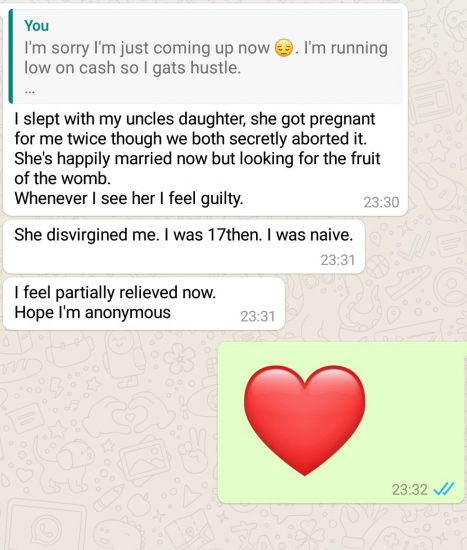 You
I'm sorry I'm just coming up now 😔. I'm running
low on cash so I gats hustle.
...
I slept with my uncles daughter, she got pregnant
for me twice though we both secretly aborted it.
She's happily married now but looking for the fruit
of the womb.
Whenever I see her I feel guilty.
23:30
She disvirgined me. I was 17then. I was naive.
23:31
I feel partially relieved now.
Hope I'm anonymous
23:31
❤️
23:32